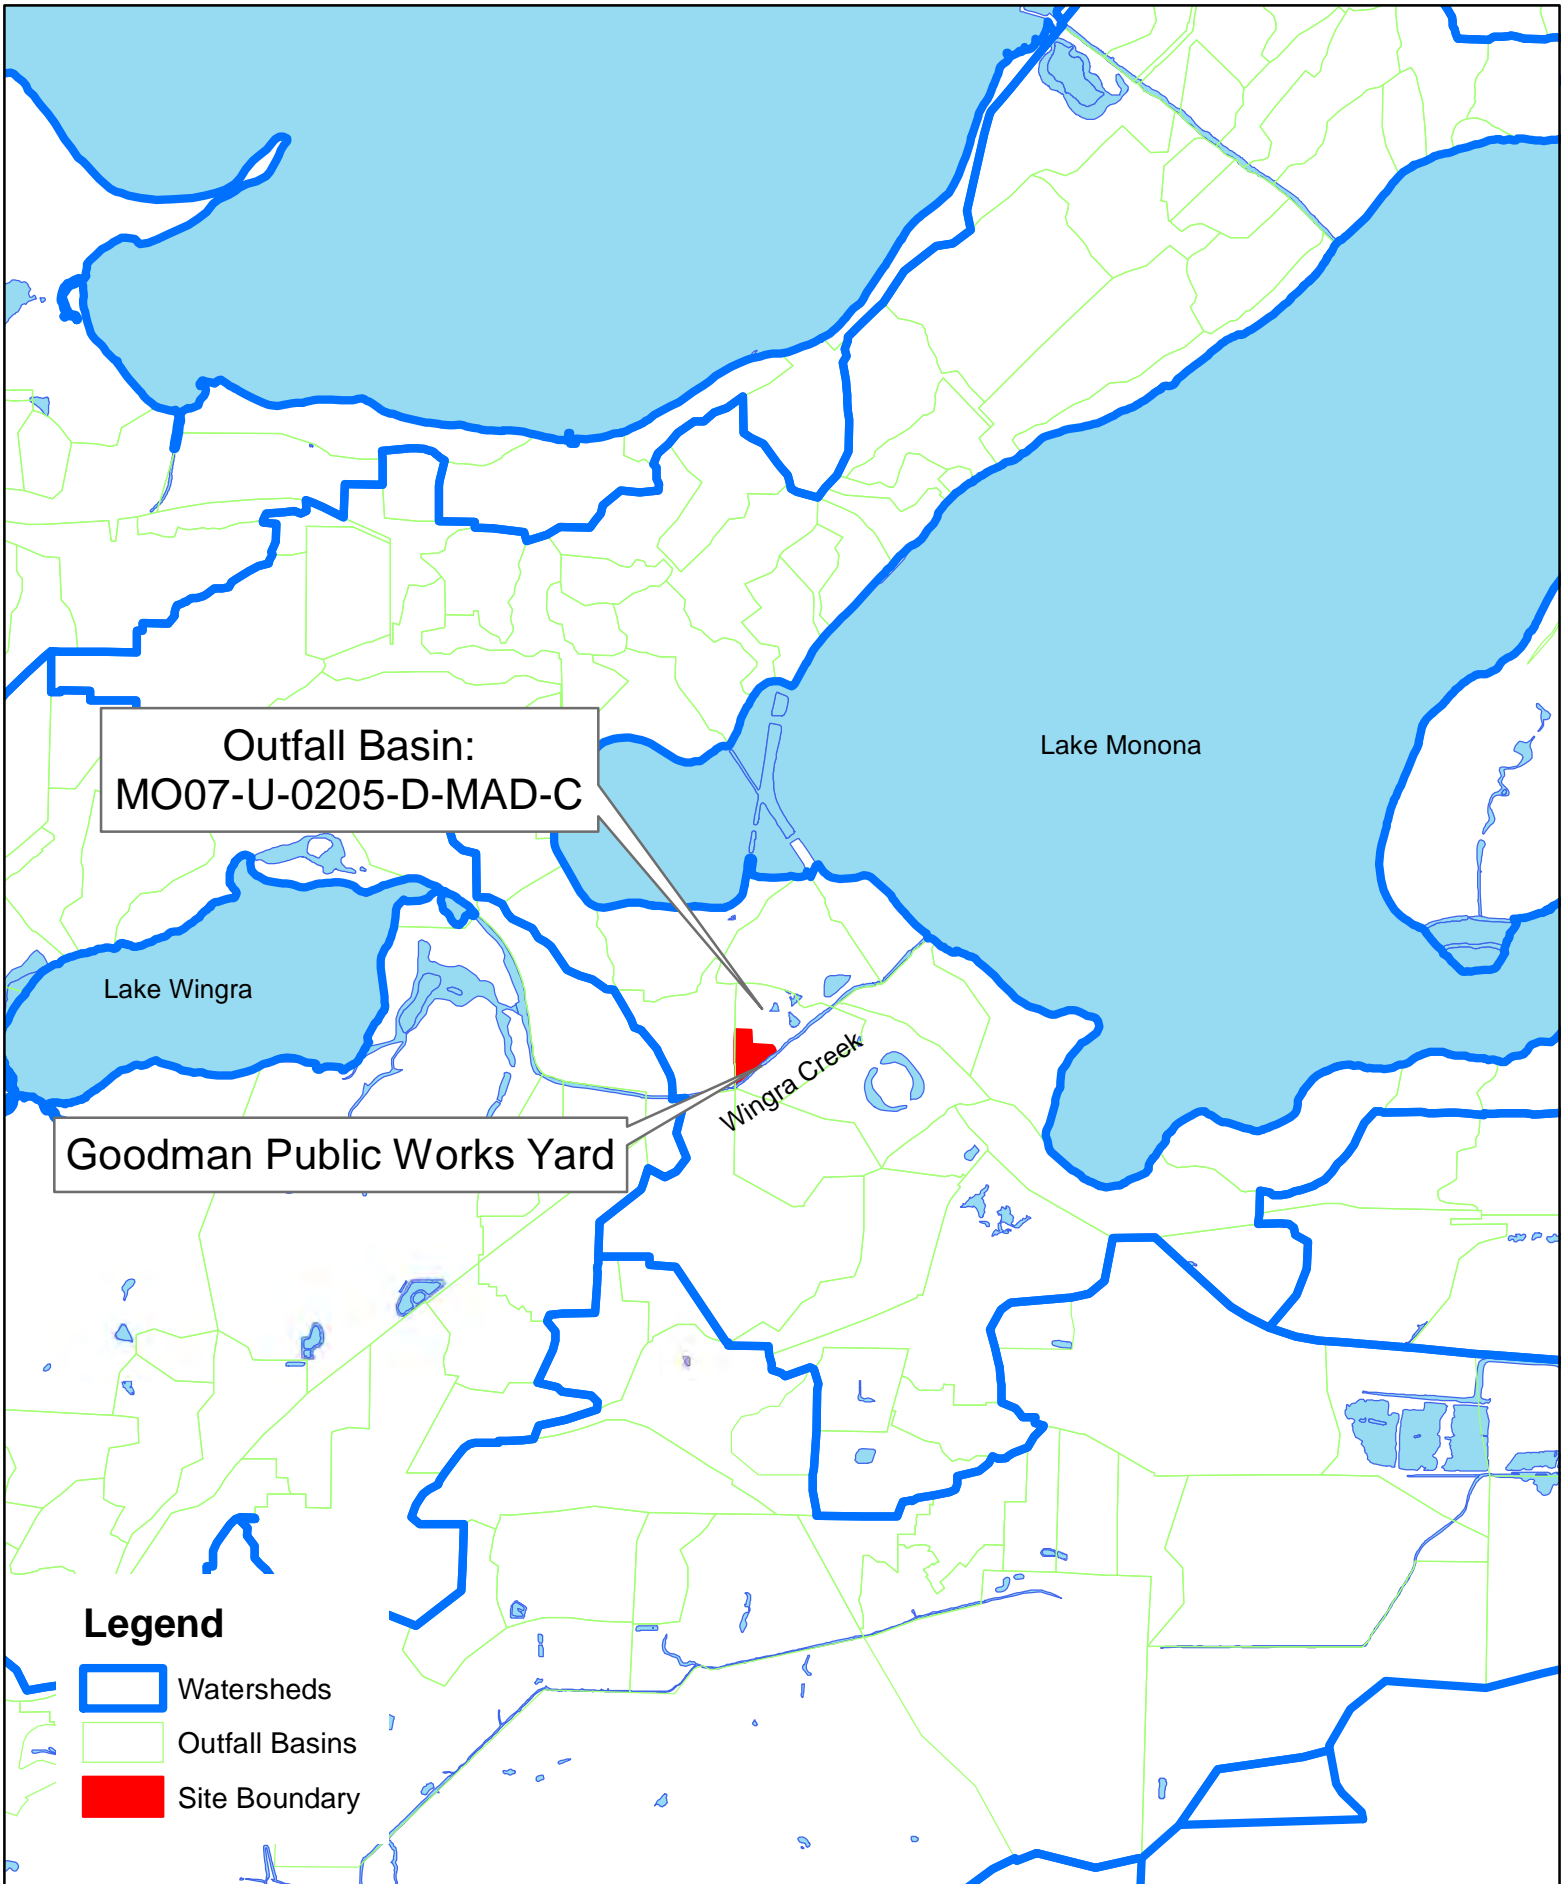 Outfall Basin:
MO07-U-0205-D-MAD-C
Lake Monona
Lake Wingra
Wingra Creek
Goodman Public Works Yard
Legend
Watersheds
Outfall Basins
Site Boundary